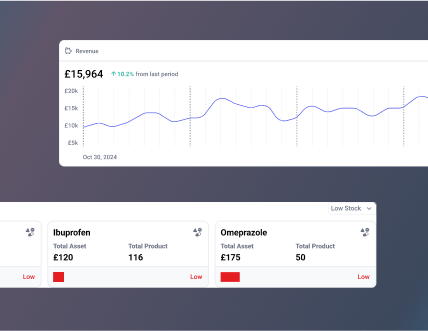 Revenue
£15,964
↑ 10.2% from last period
£20k
£15k
£10k
£5k
Oct 30, 2024
Low Stock
Ibuprofen
Omeprazole
Total Asset Total Product
Total Asset Total Product
£120 116
£175 50
Low
Low
Low